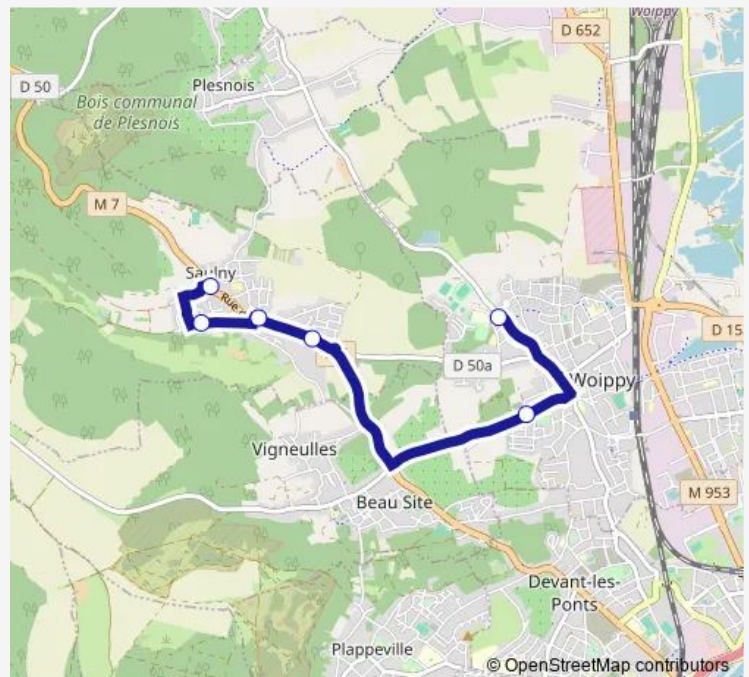 Woippy
D 652
Plesnois
D 50
Bois communal
de Plesnois
M 7
Saulny
D 15
D 50a
Woippy
Vigneulles
M 953
Beau Site
Devant-les-
Ponts
Plappeville
© OpenStreetMap contributors